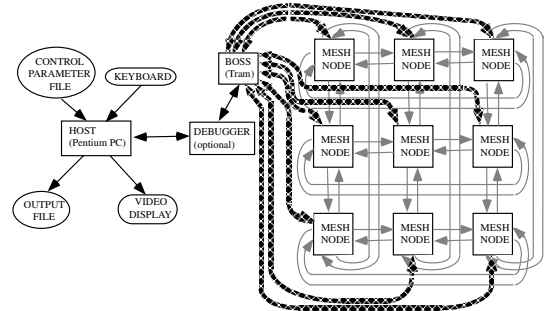 CONTROL
PARAMETER
FILE
KEYBOARD
HOST
(Pentium PC)
OUTPUT
FILE
VIDEO
DISPLAY
DEBUGGER
(optional)
BOSS
(Tram)
MESH
NODE
MESH
NODE
MESH
NODE
MESH
NODE
MESH
NODE
MESH
NODE
MESH
NODE
MESH
NODE
MESH
NODE